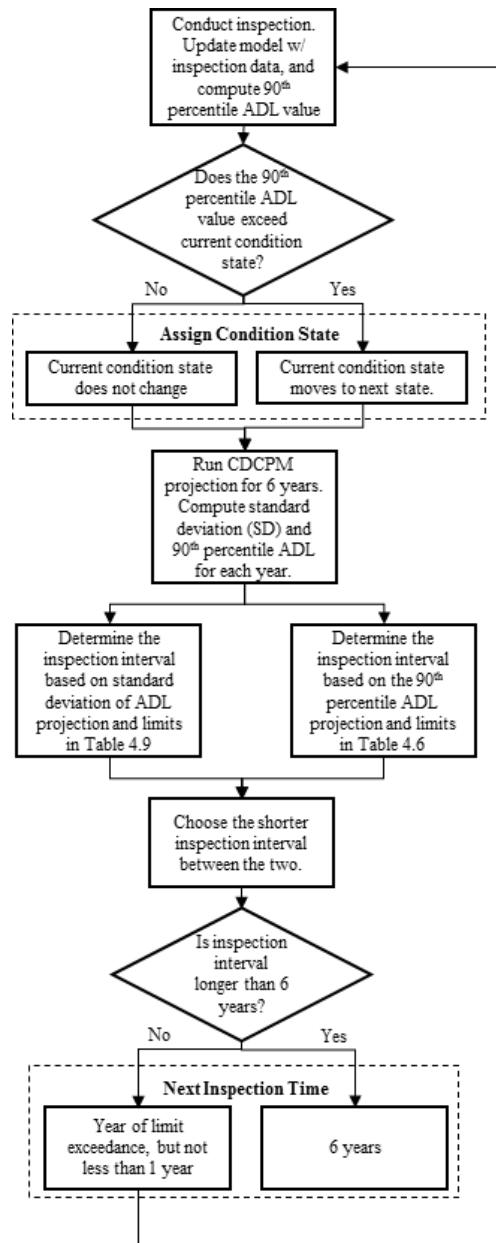 Conduct inspection.
Update model w/
inspection data, and
compute 90th
percentile ADL value
Does the 90th
percentile ADL
value exceed
current condition
state?
No
Yes
Assign Condition State
Current condition state
does not change
Current condition state
moves to next state.
Run CDCPM
projection for 6 years.
Compute standard
deviation (SD) and
90th percentile ADL
for each year.
Determine the
inspection interval
based on standard
deviation of ADL
projection and limits
in Table 4.9
Determine the
inspection interval
based on the 90th
percentile ADL
projection and limits
in Table 4.6
Choose the shorter
inspection interval
between the two.
Is inspection
interval
longer than 6
years?
No
Yes
Next Inspection Time
Year of limit
exceedance, but not
less than 1 year
6 years